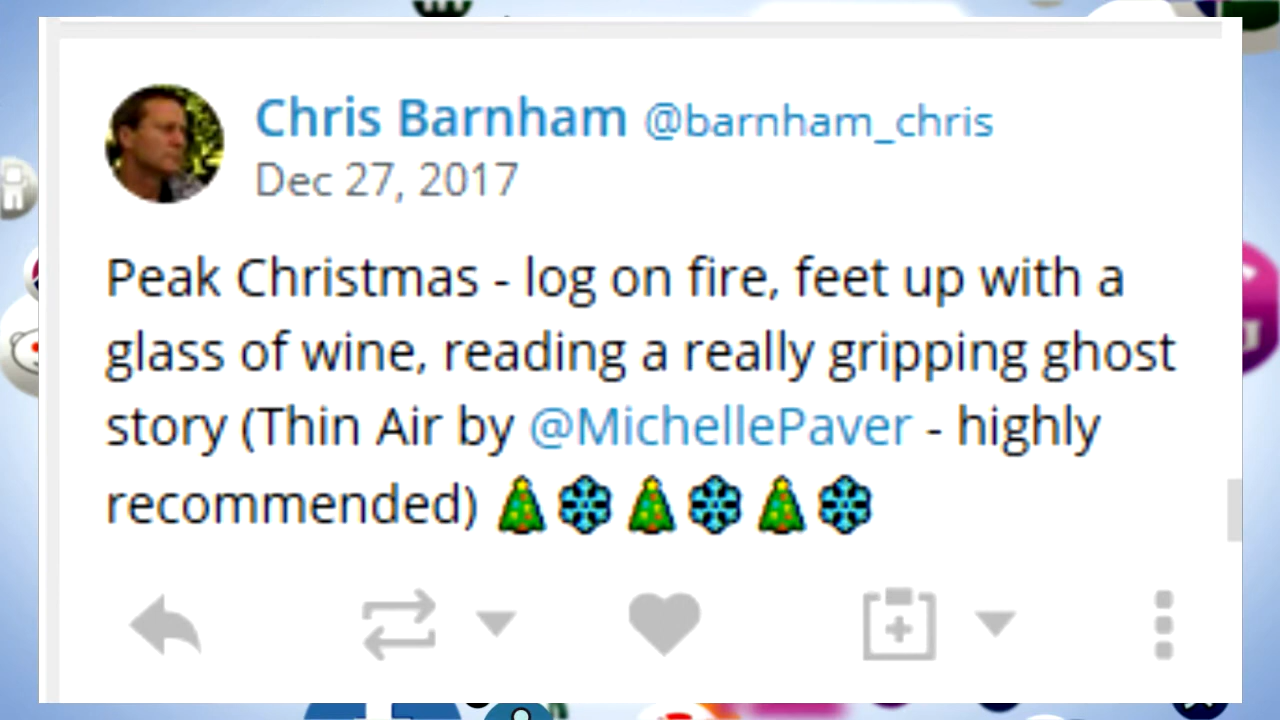 Chris Barnham @barnham_chris
Dec 27, 2017
Peak Christmas - log on fire, feet up with a
glass of wine, reading a really gripping ghost
story (Thin Air by @MichellePaver - highly
recommended) 🎄❄🎄❄🎄❄